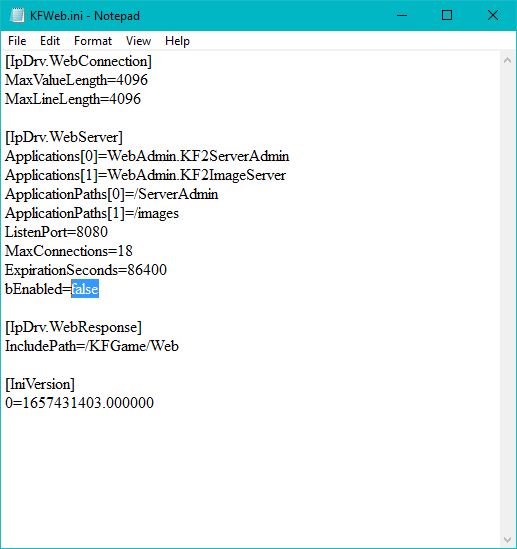 KFWeb.ini - Notepad
File Edit Format View Help
[IpDrv.WebConnection]
MaxValueLength=4096
MaxLineLength=4096
[IpDrv.WebServer]
Applications[0]=WebAdmin.KF2ServerAdmin
Applications[1]=WebAdmin.KF2ImageServer
ApplicationPaths[0]=/ServerAdmin
ApplicationPaths[1]=/images
ListenPort=8080
MaxConnections=18
ExpirationSeconds=86400
bEnabled=false
[IpDrv.WebResponse]
IncludePath=/KFGame/Web
[IniVersion]
0=1657431403.000000